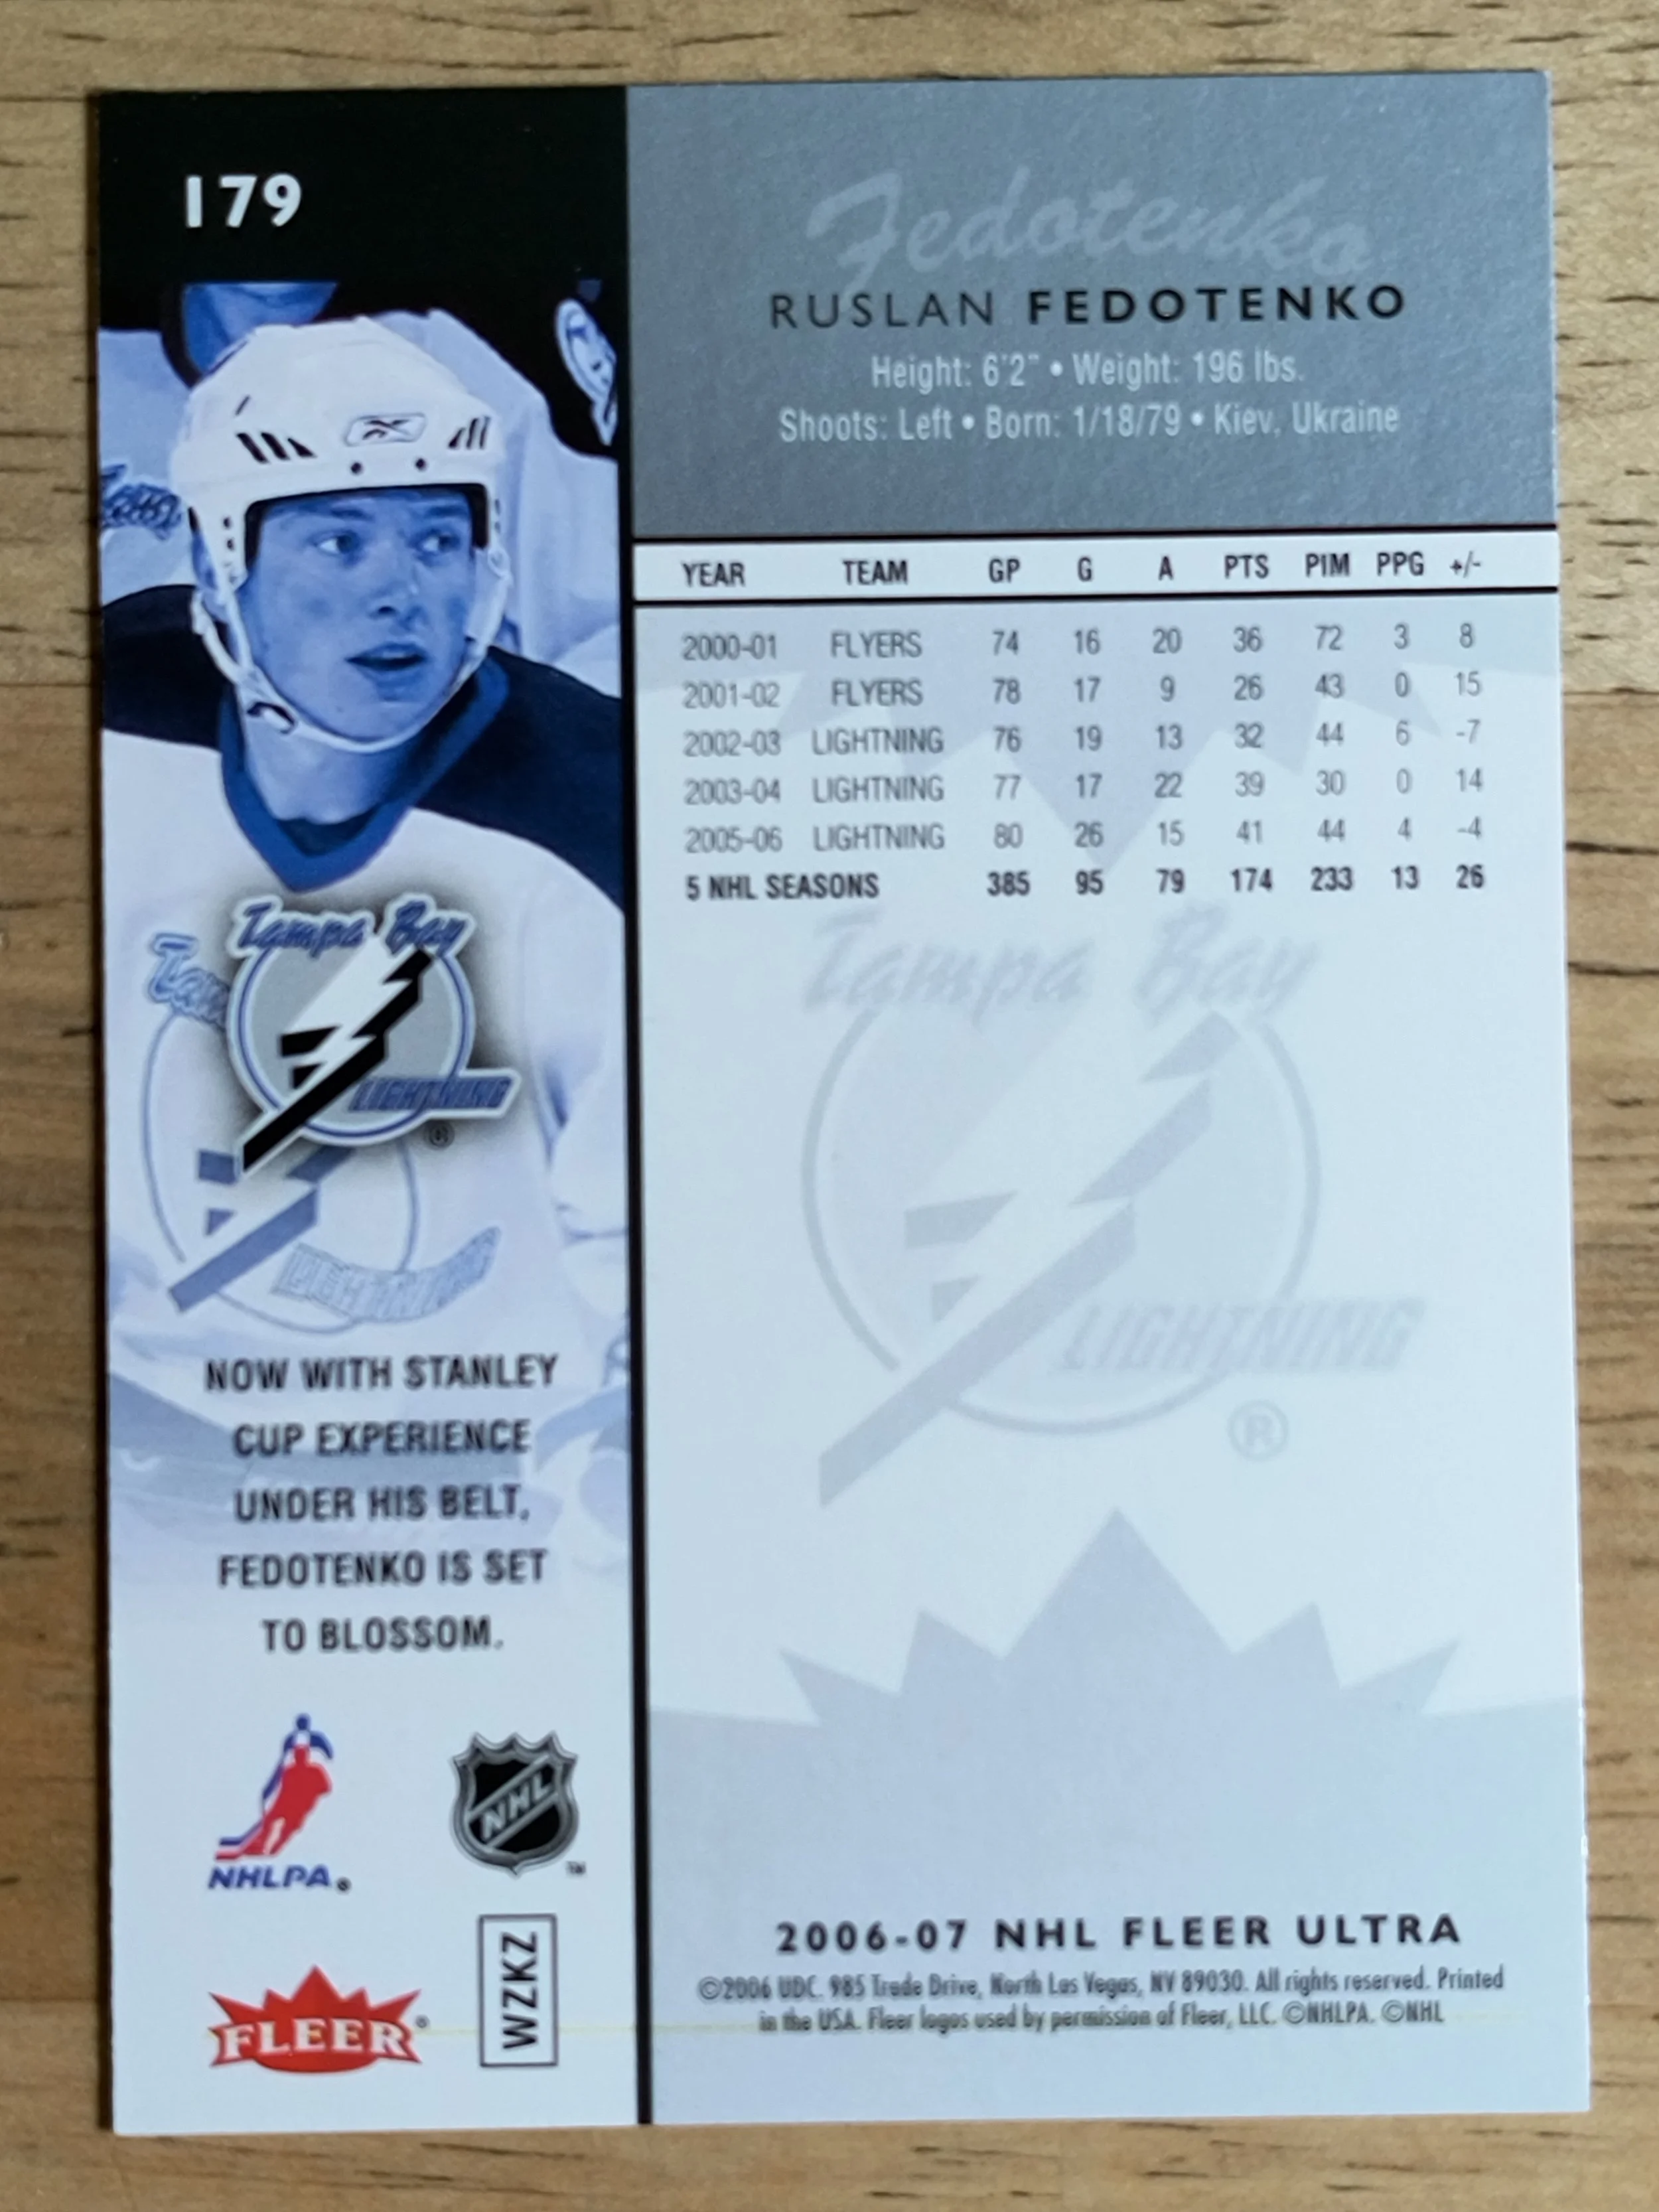 179
Fedotenko
RUSLAN FEDOTENKO
Height: 6'2" • Weight: 196 lbs.
Shoots: Left • Born: 1/18/79 • Kiev, Ukraine
YEAR TEAM GP G A PTS PIM PPG +/-
2000-01 FLYERS 74 16 20 36 72 3 8
2001-02 FLYERS 78 17 9 26 43 0 15
2002-03 LIGHTNING 76 19 13 32 44 6 -7
2003-04 LIGHTNING 77 17 22 39 30 0 14
2005-06 LIGHTNING 80 26 15 41 44 4 -4
5 NHL SEASONS 385 95 79 174 233 13 26
Tampa Bay
LIGHTNING
®
Tampa Bay
LIGHTNING
®
Tam
LIGHTNING
NOW WITH STANLEY
CUP EXPERIENCE
UNDER HIS BELT,
FEDOTENKO IS SET
TO BLOSSOM.
NHLPA®
NHL™
FLEER®
WZKZ
2006-07 NHL FLEER ULTRA
©2006 UDC. 985 Trade Drive, North Las Vegas, NV 89030. All rights reserved. Printed
in the USA. Fleer logos used by permission of Fleer, LLC. ©NHLPA. ©NHL